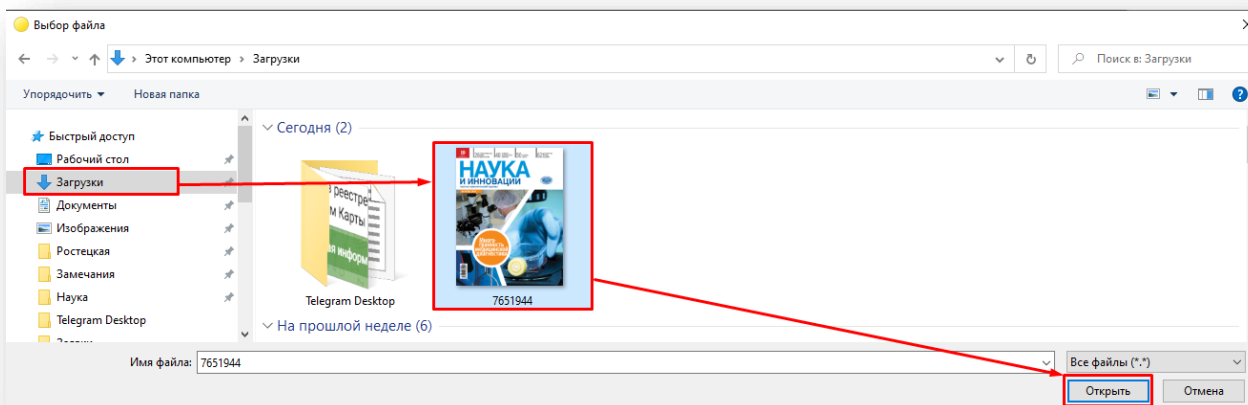 Выбор файла
Этот компьютер › Загрузки
Поиск в: Загрузки
Упорядочить
Новая папка
Быстрый доступ
Рабочий стол
Загрузки
Документы
Изображения
Ростецкая
Замечания
Наука
Telegram Desktop
Сегодня (2)
в реестре
м Карты
НАУКА
И ИННОВАЦИИ
Telegram Desktop
7651944
На прошлой неделе (6)
Имя файла: 7651944
Все файлы (*.*)
Открыть
Отмена